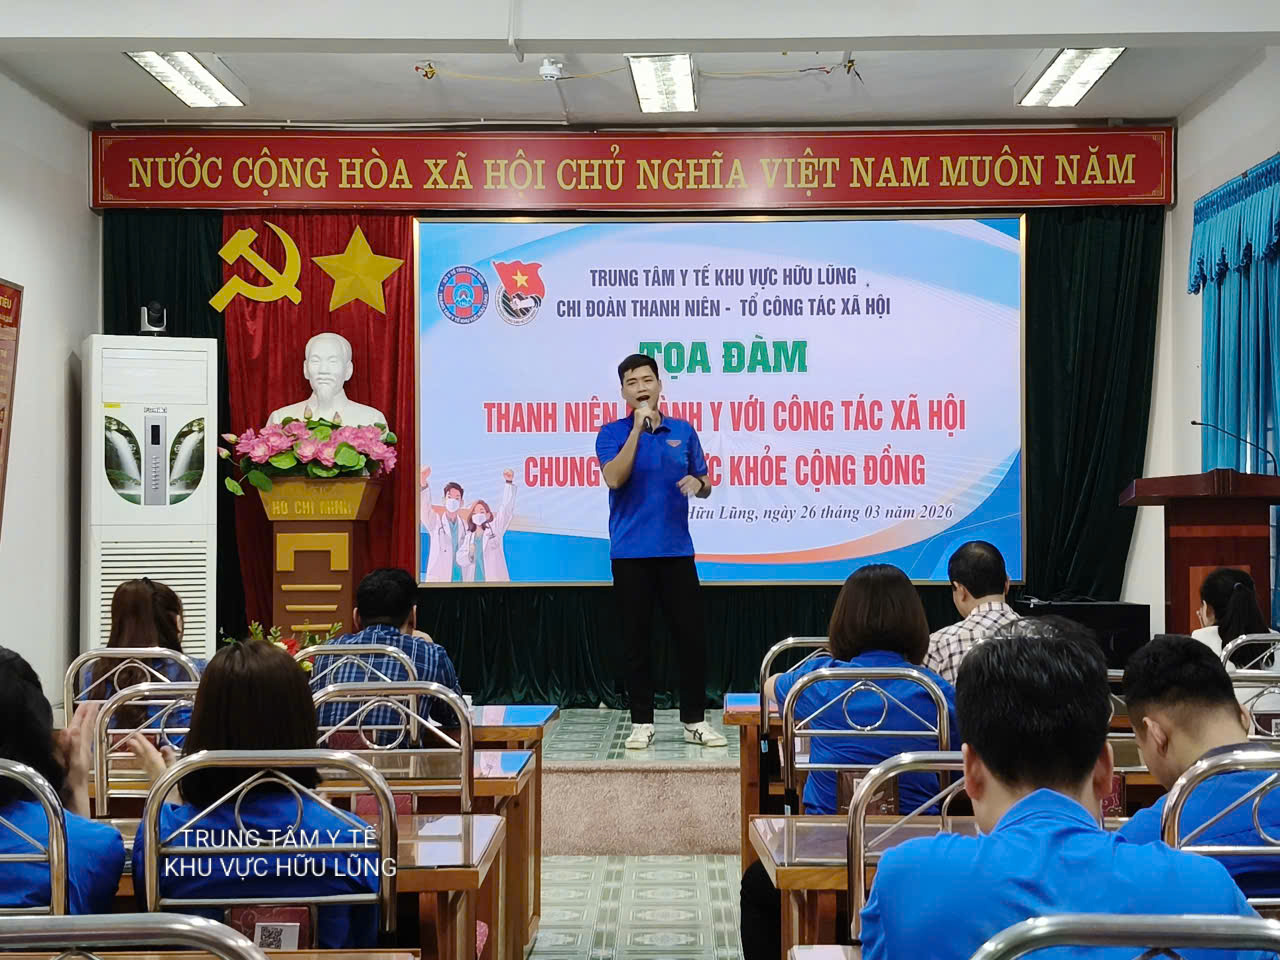 NƯỚC CỘNG HÒA XÃ HỘI CHỦ NGHĨA VIỆT NAM MUÔN NĂM
TRUNG TÂM Y TẾ KHU VỰC HỮU LŨNG
CHI ĐOÀN THANH NIÊN - TỔ CÔNG TÁC XÃ HỘI
TỌA ĐÀM
THANH NIÊN NGÀNH Y VỚI CÔNG TÁC XÃ HỘI
CHUNG KHỎE CỘNG ĐỒNG
Hữu Lũng, ngày 26 tháng 03 năm 2026
HỒ CHÍ MINH
TRUNG TÂM Y TẾ
KHU VỰC HỮU LŨNG